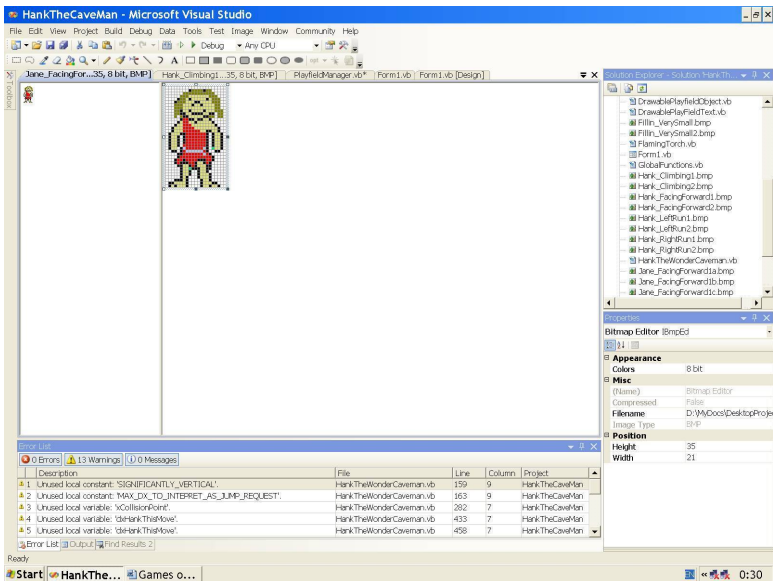 HankTheCaveMan - Microsoft Visual Studio
File Edit View Project Build Debug Data Tools Test Image Window Community Help
Debug Any CPU
Jane_FacingFor...35, 8 bit, BMP] Hank_Climbing1...35, 8 bit, BMP] PlayfieldManager.vb* Form1.vb Form1.vb [Design]
Toolbox
Solution Explorer - Solution 'HankTh...
DrawablePlayfieldObject.vb
DrawablePlayFieldText.vb
Fillin_VerySmall.bmp
Fillin_VerySmall2.bmp
FlamingTorch.vb
Form1.vb
GlobalFunctions.vb
Hank_Climbing1.bmp
Hank_Climbing2.bmp
Hank_FacingForward1.bmp
Hank_FacingForward2.bmp
Hank_LeftRun1.bmp
Hank_LeftRun2.bmp
Hank_RightRun1.bmp
Hank_RightRun2.bmp
HankTheWonderCaveman.vb
Jane_FacingForward1a.bmp
Jane_FacingForward1b.bmp
Jane_FacingForward1c.bmp
Properties
Bitmap Editor IBmpEd
Appearance
Colors 8 bit
Misc
(Name) Bitmap Editor
Compressed False
Filename D:\MyDocs\DesktopProje
Image Type BMP
Position
Height 35
Width 21
Error List
0 Errors 13 Warnings 0 Messages
Description File Line Column Project
1 Unused local constant: 'SIGNIFICANTLY_VERTICAL'. HankTheWonderCaveman.vb 159 9 HankTheCaveMan
2 Unused local constant: 'MAX_DX_TO_INTEPRET_AS_JUMP_REQUEST'. HankTheWonderCaveman.vb 163 9 HankTheCaveMan
3 Unused local variable: 'xCollisionPoint'. HankTheWonderCaveman.vb 282 7 HankTheCaveMan
4 Unused local variable: 'dxHankThisMove'. HankTheWonderCaveman.vb 433 7 HankTheCaveMan
5 Unused local variable: 'dxHankThisMove'. HankTheWonderCaveman.vb 458 7 HankTheCaveMan
Error List Output Find Results 2
Ready
Start HankThe... Games o... EN « 0:30